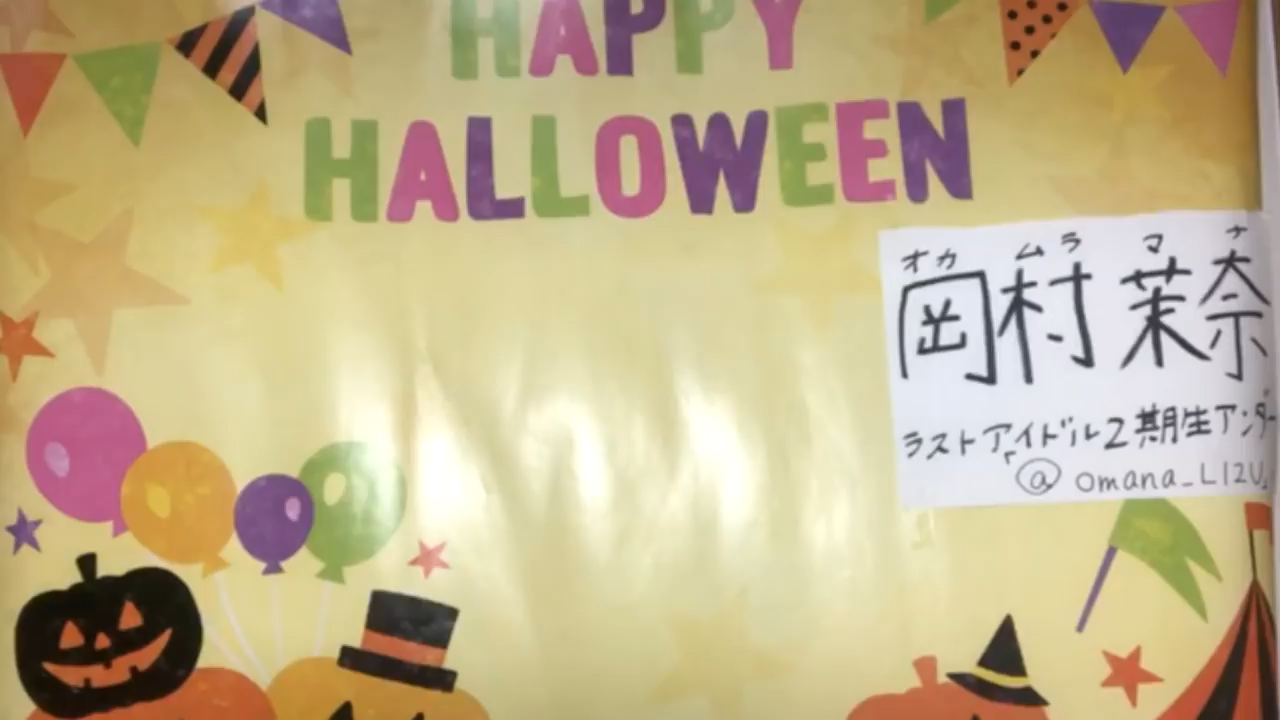 HAPPY
HALLOWEEN
オカ ムラ マ ナ
岡村 茉奈
ラストアイドル2期生アンダー
@omana_LI2U_